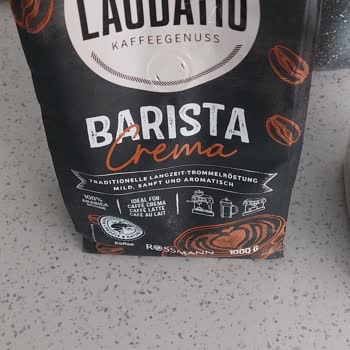 LAUDATIO
KAFFEEGENUSS
BARISTA
Crema
TRADITIONELLE LANGZEIT-TROMMELRÖSTUNG
MILD, SANFT UND AROMATISCH
100%
ARABICA
IDEAL FÜR
CAFFÈ CREMA
CAFFÈ LATTE
CAFÉ AU LAIT
Coffee
ROSSMANN
1000 G